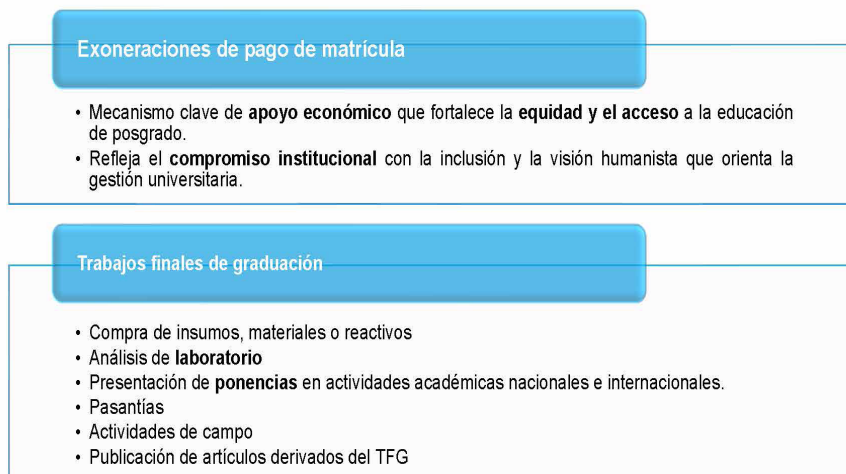 Exoneraciones de pago de matrícula
• Mecanismo clave de apoyo económico que fortalece la equidad y el acceso a la educación
de posgrado.
• Refleja el compromiso institucional con la inclusión y la visión humanista que orienta la
gestión universitaria.
Trabajos finales de graduación
• Compra de insumos, materiales o reactivos
• Análisis de laboratorio
• Presentación de ponencias en actividades académicas nacionales e internacionales.
• Pasantías
• Actividades de campo
• Publicación de artículos derivados del TFG